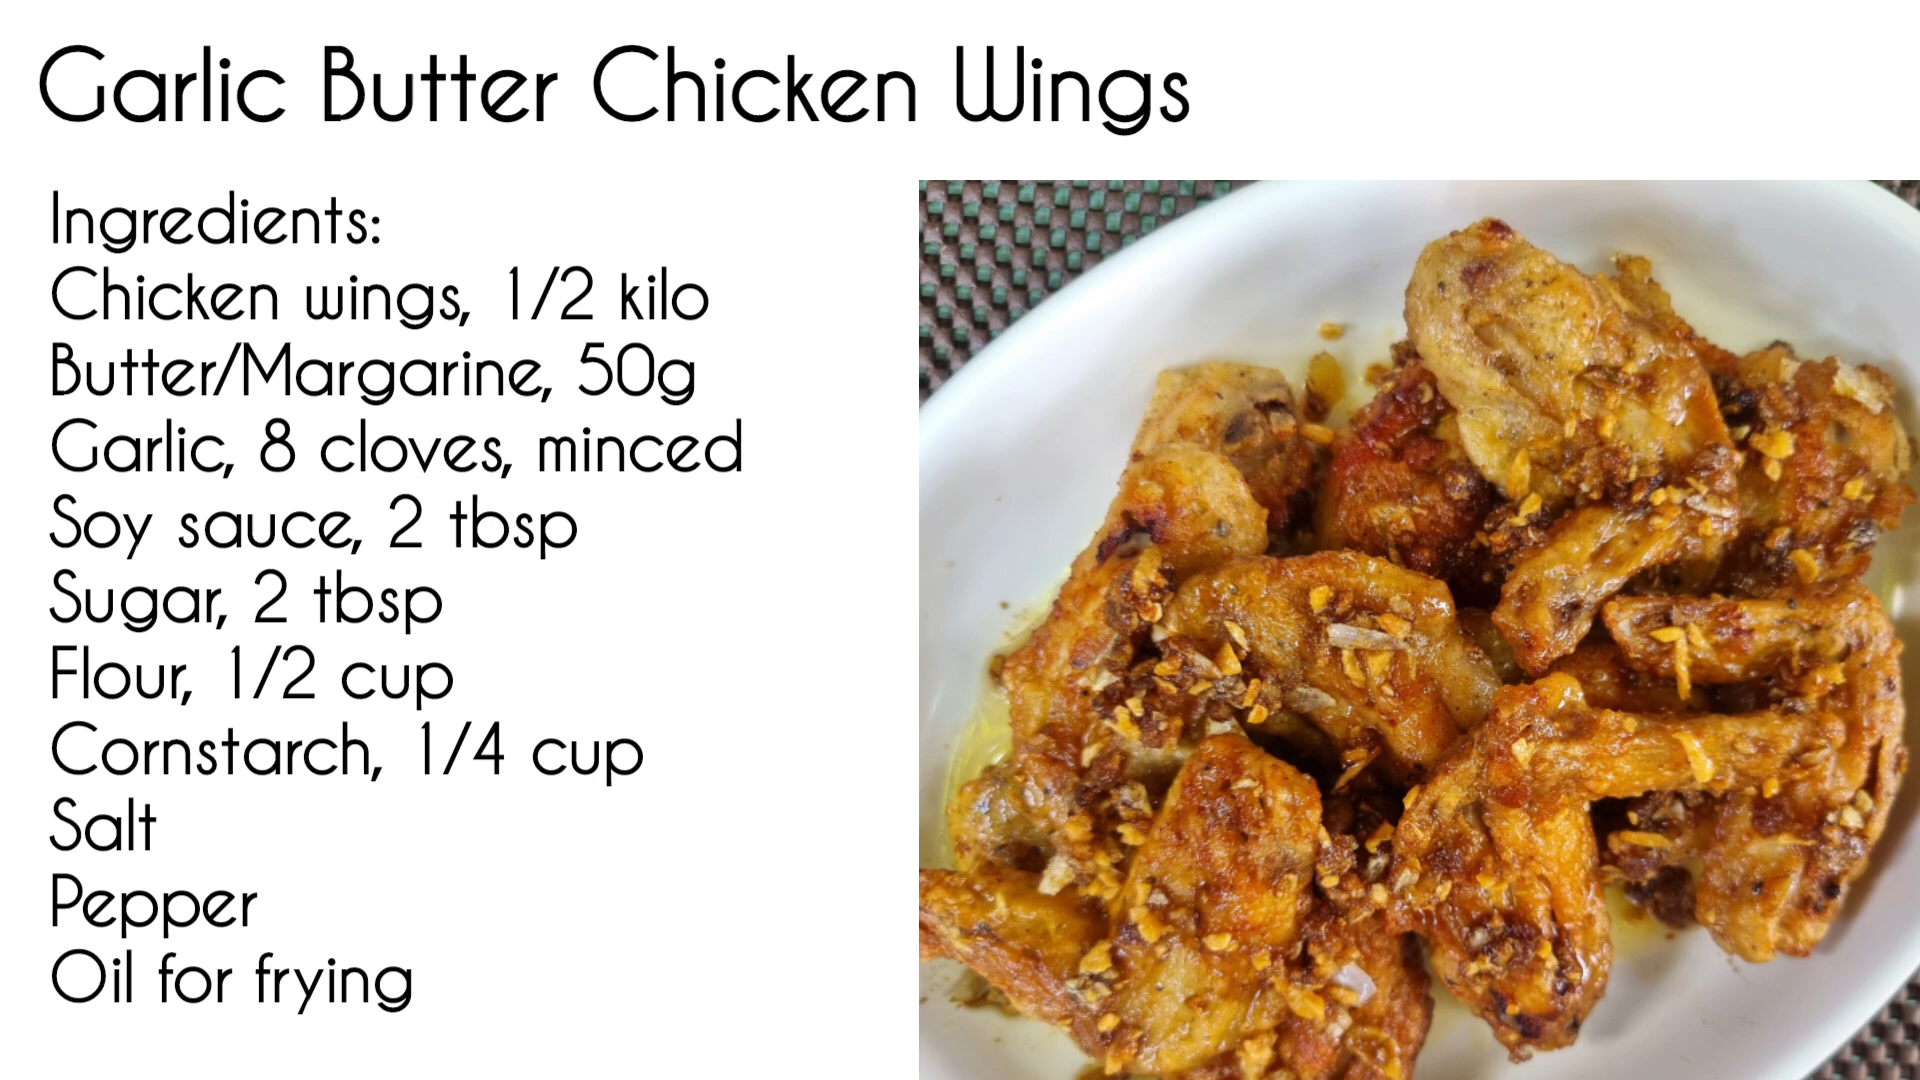 Garlic Butter Chicken Wings
Ingredients:
Chicken wings, 1/2 kilo
Butter/Margarine, 50g
Garlic, 8 cloves, minced
Soy sauce, 2 tbsp
Sugar, 2 tbsp
Flour, 1/2 cup
Cornstarch, 1/4 cup
Salt
Pepper
Oil for frying